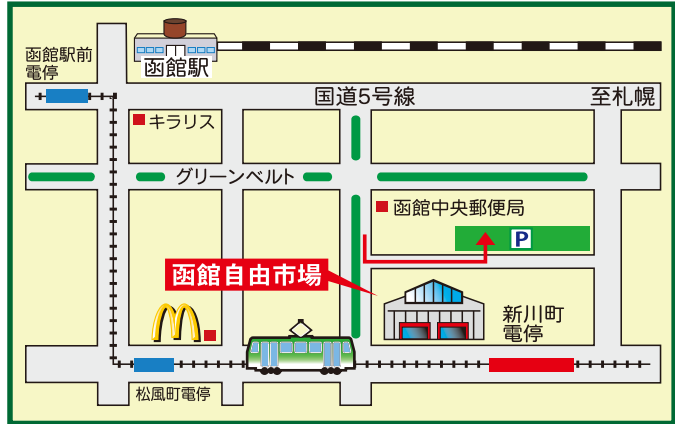 函館駅前
電停
函館駅
国道5号線
至札幌
キラリス
グリーンベルト
函館中央郵便局
P
函館自由市場
新川町
電停
松風町電停